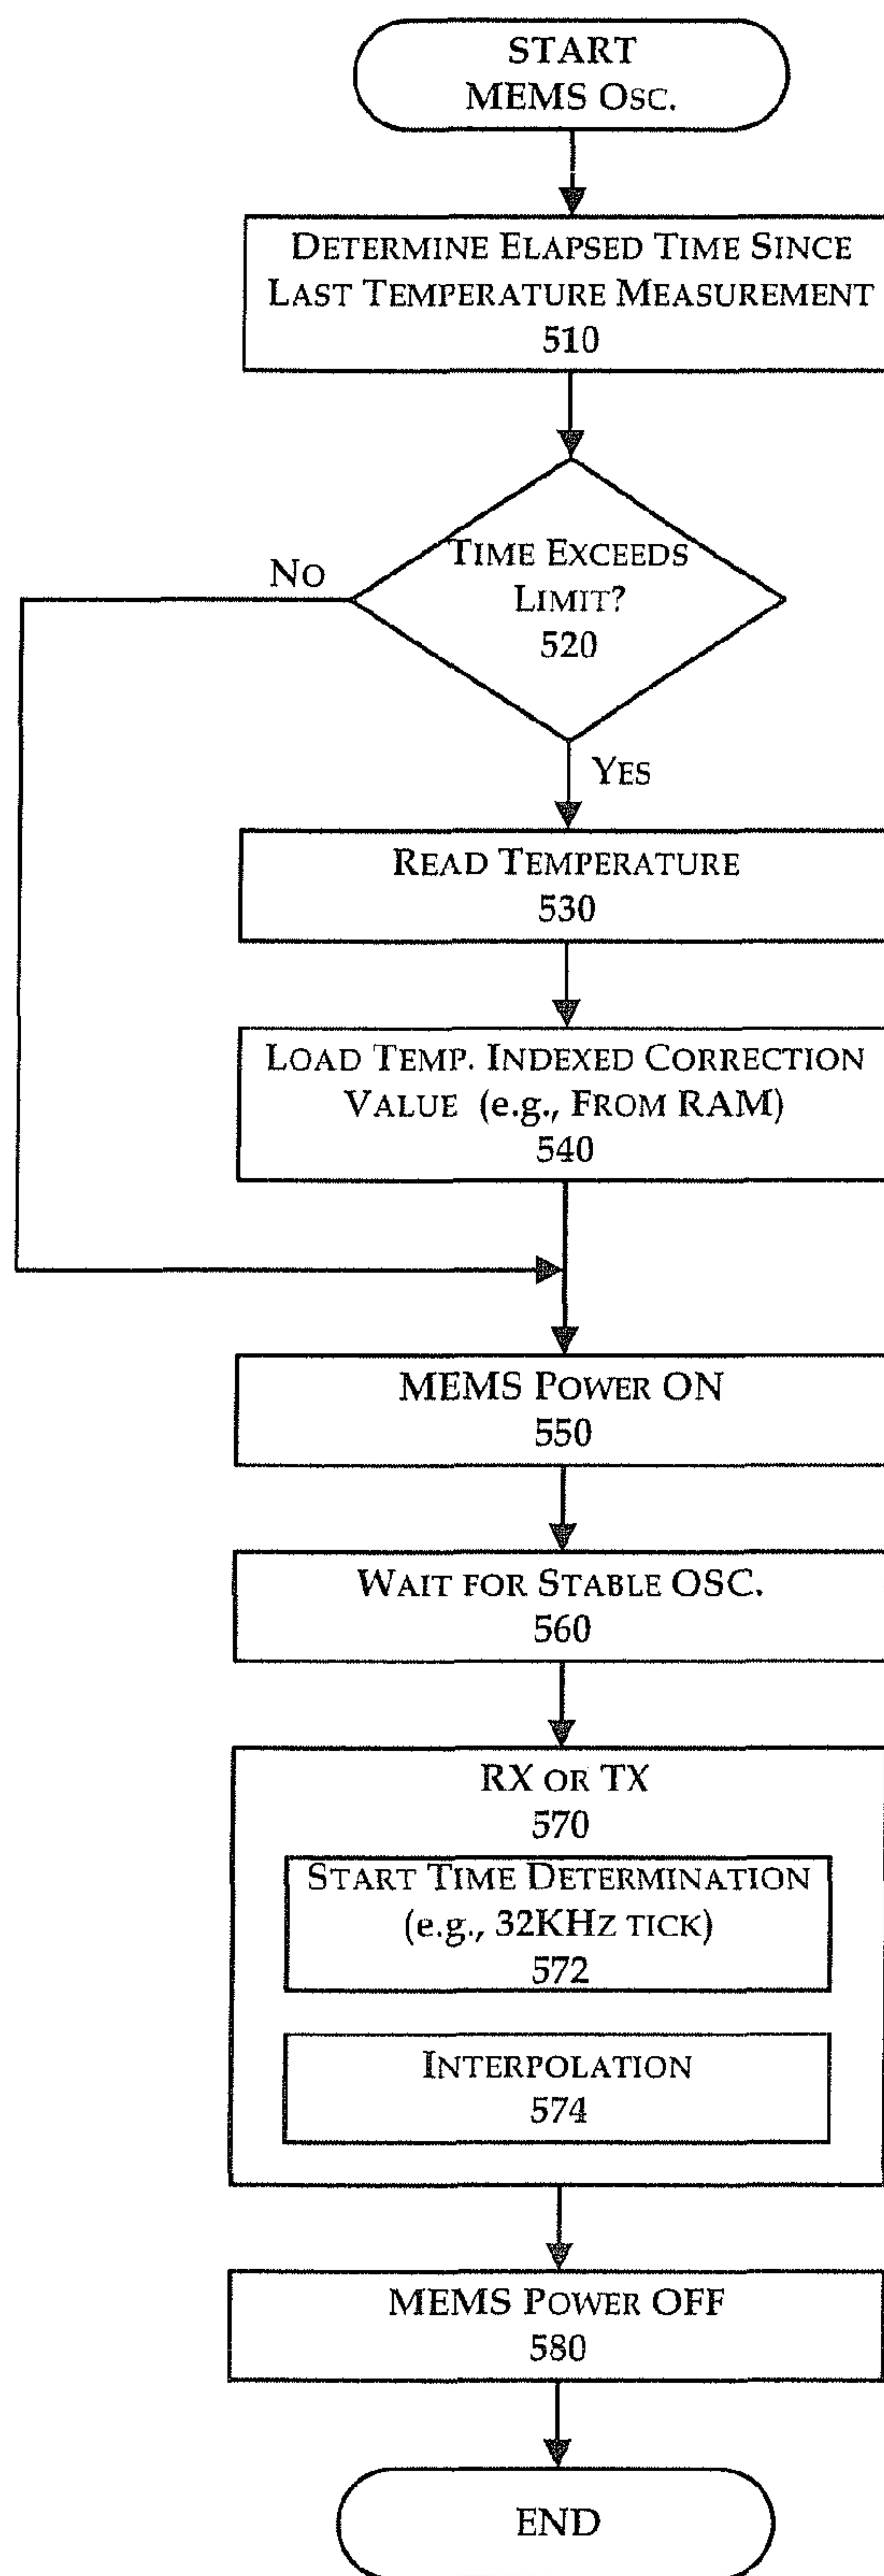 START
MEMS OSC.
DETERMINE ELAPSED TIME SINCE
LAST TEMPERATURE MEASUREMENT
510
TIME EXCEEDS
LIMIT?
520
NO
YES
READ TEMPERATURE
530
LOAD TEMP. INDEXED CORRECTION
VALUE (e.g., FROM RAM)
540
MEMS POWER ON
550
WAIT FOR STABLE OSC.
560
RX OR TX
570
START TIME DETERMINATION
(e.g., 32KHZ TICK)
572
INTERPOLATION
574
MEMS POWER OFF
580
END